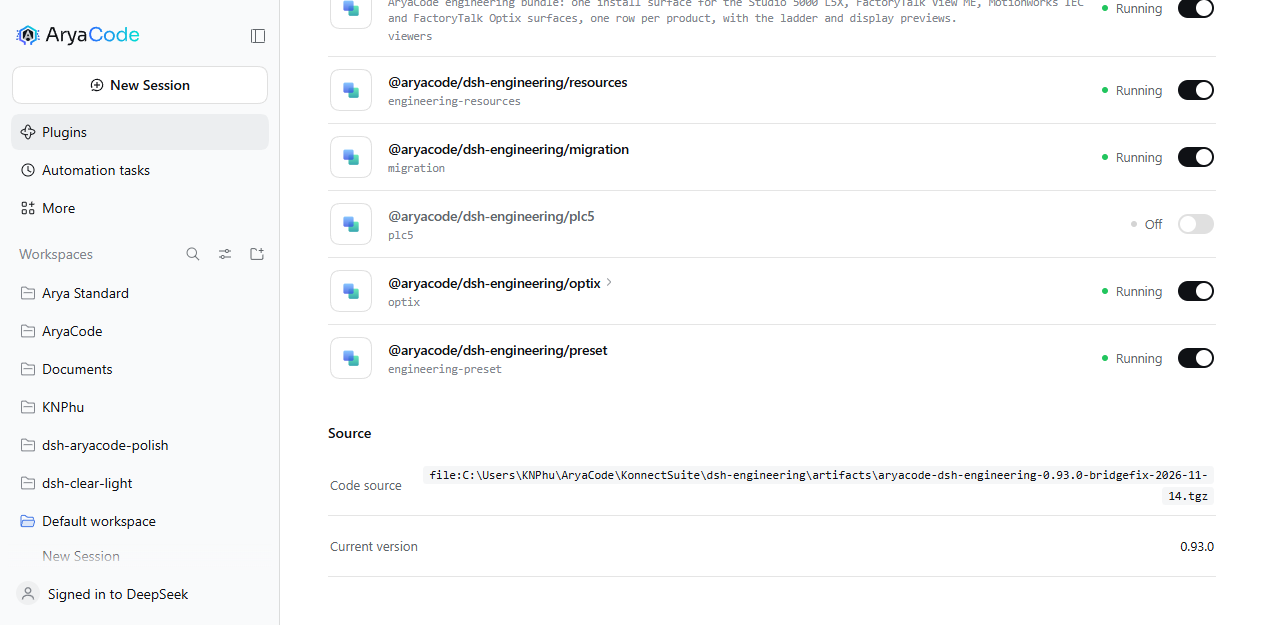 AryaCode
New Session
Plugins
Automation tasks
More
Workspaces
Arya Standard
AryaCode
Documents
KNPhu
dsh-aryacode-polish
dsh-clear-light
Default workspace
New Session
Signed in to DeepSeek
AryaCode engineering bundle: one install surface for the Studio 5000 L5X, FactoryTalk View ME, MotionWorks IEC
and FactoryTalk Optix surfaces, one row per product, with the ladder and display previews.
viewers
Running
@aryacode/dsh-engineering/resources
engineering-resources
Running
@aryacode/dsh-engineering/migration
migration
Running
@aryacode/dsh-engineering/plc5
plc5
Off
@aryacode/dsh-engineering/optix
optix
Running
@aryacode/dsh-engineering/preset
engineering-preset
Running
Source
Code source
file:C:\Users\KNPhu\AryaCode\KonnectSuite\dsh-engineering\artifacts\aryacode-dsh-engineering-0.93.0-bridgefix-2026-11-
14.tgz
Current version
0.93.0